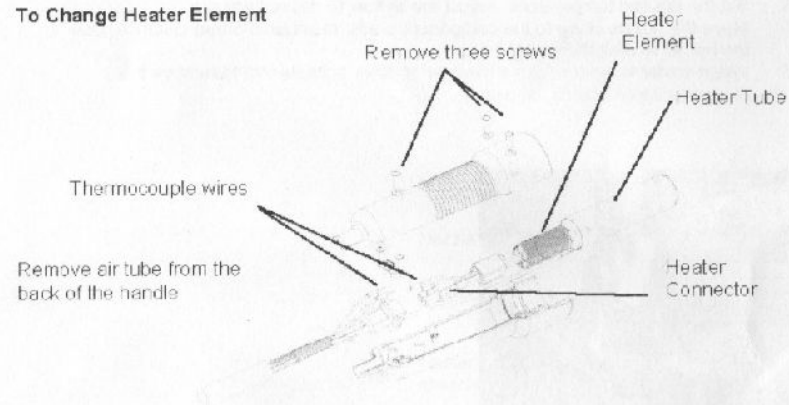 To Change Heater Element
Heater
Element
Remove three screws
Heater Tube
Thermocouple wires
Remove air tube from the
back of the handle
Heater
Connector